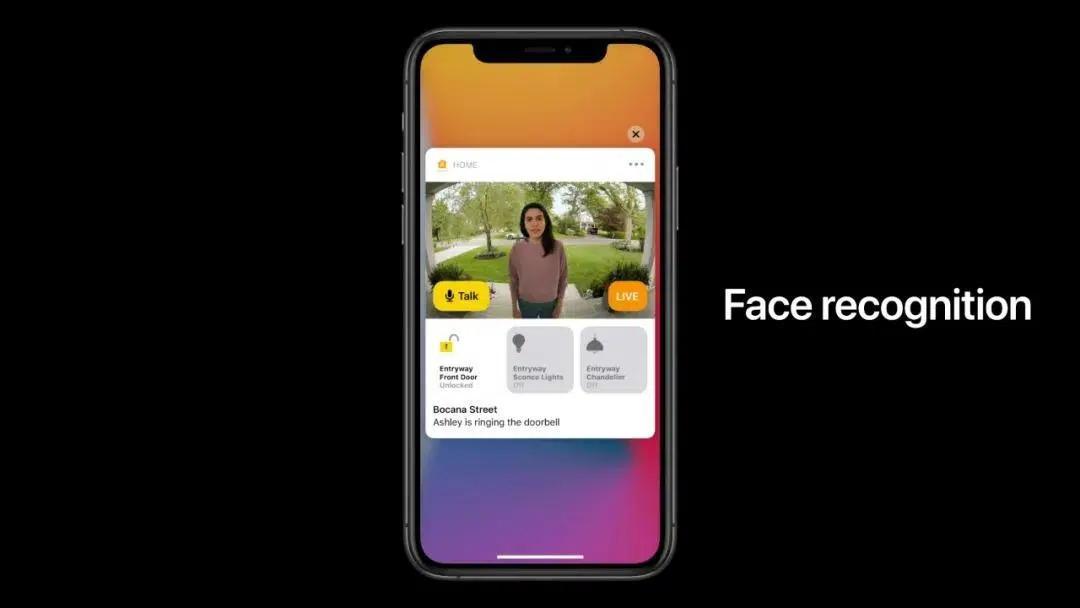 HOME
Talk
LIVE
Face recognition
Entryway
Front Door
Unlocked
Entryway
Sconce Lights
Off
Entryway
Chandelier
Off
Bocana Street
Ashley is ringing the doorbell